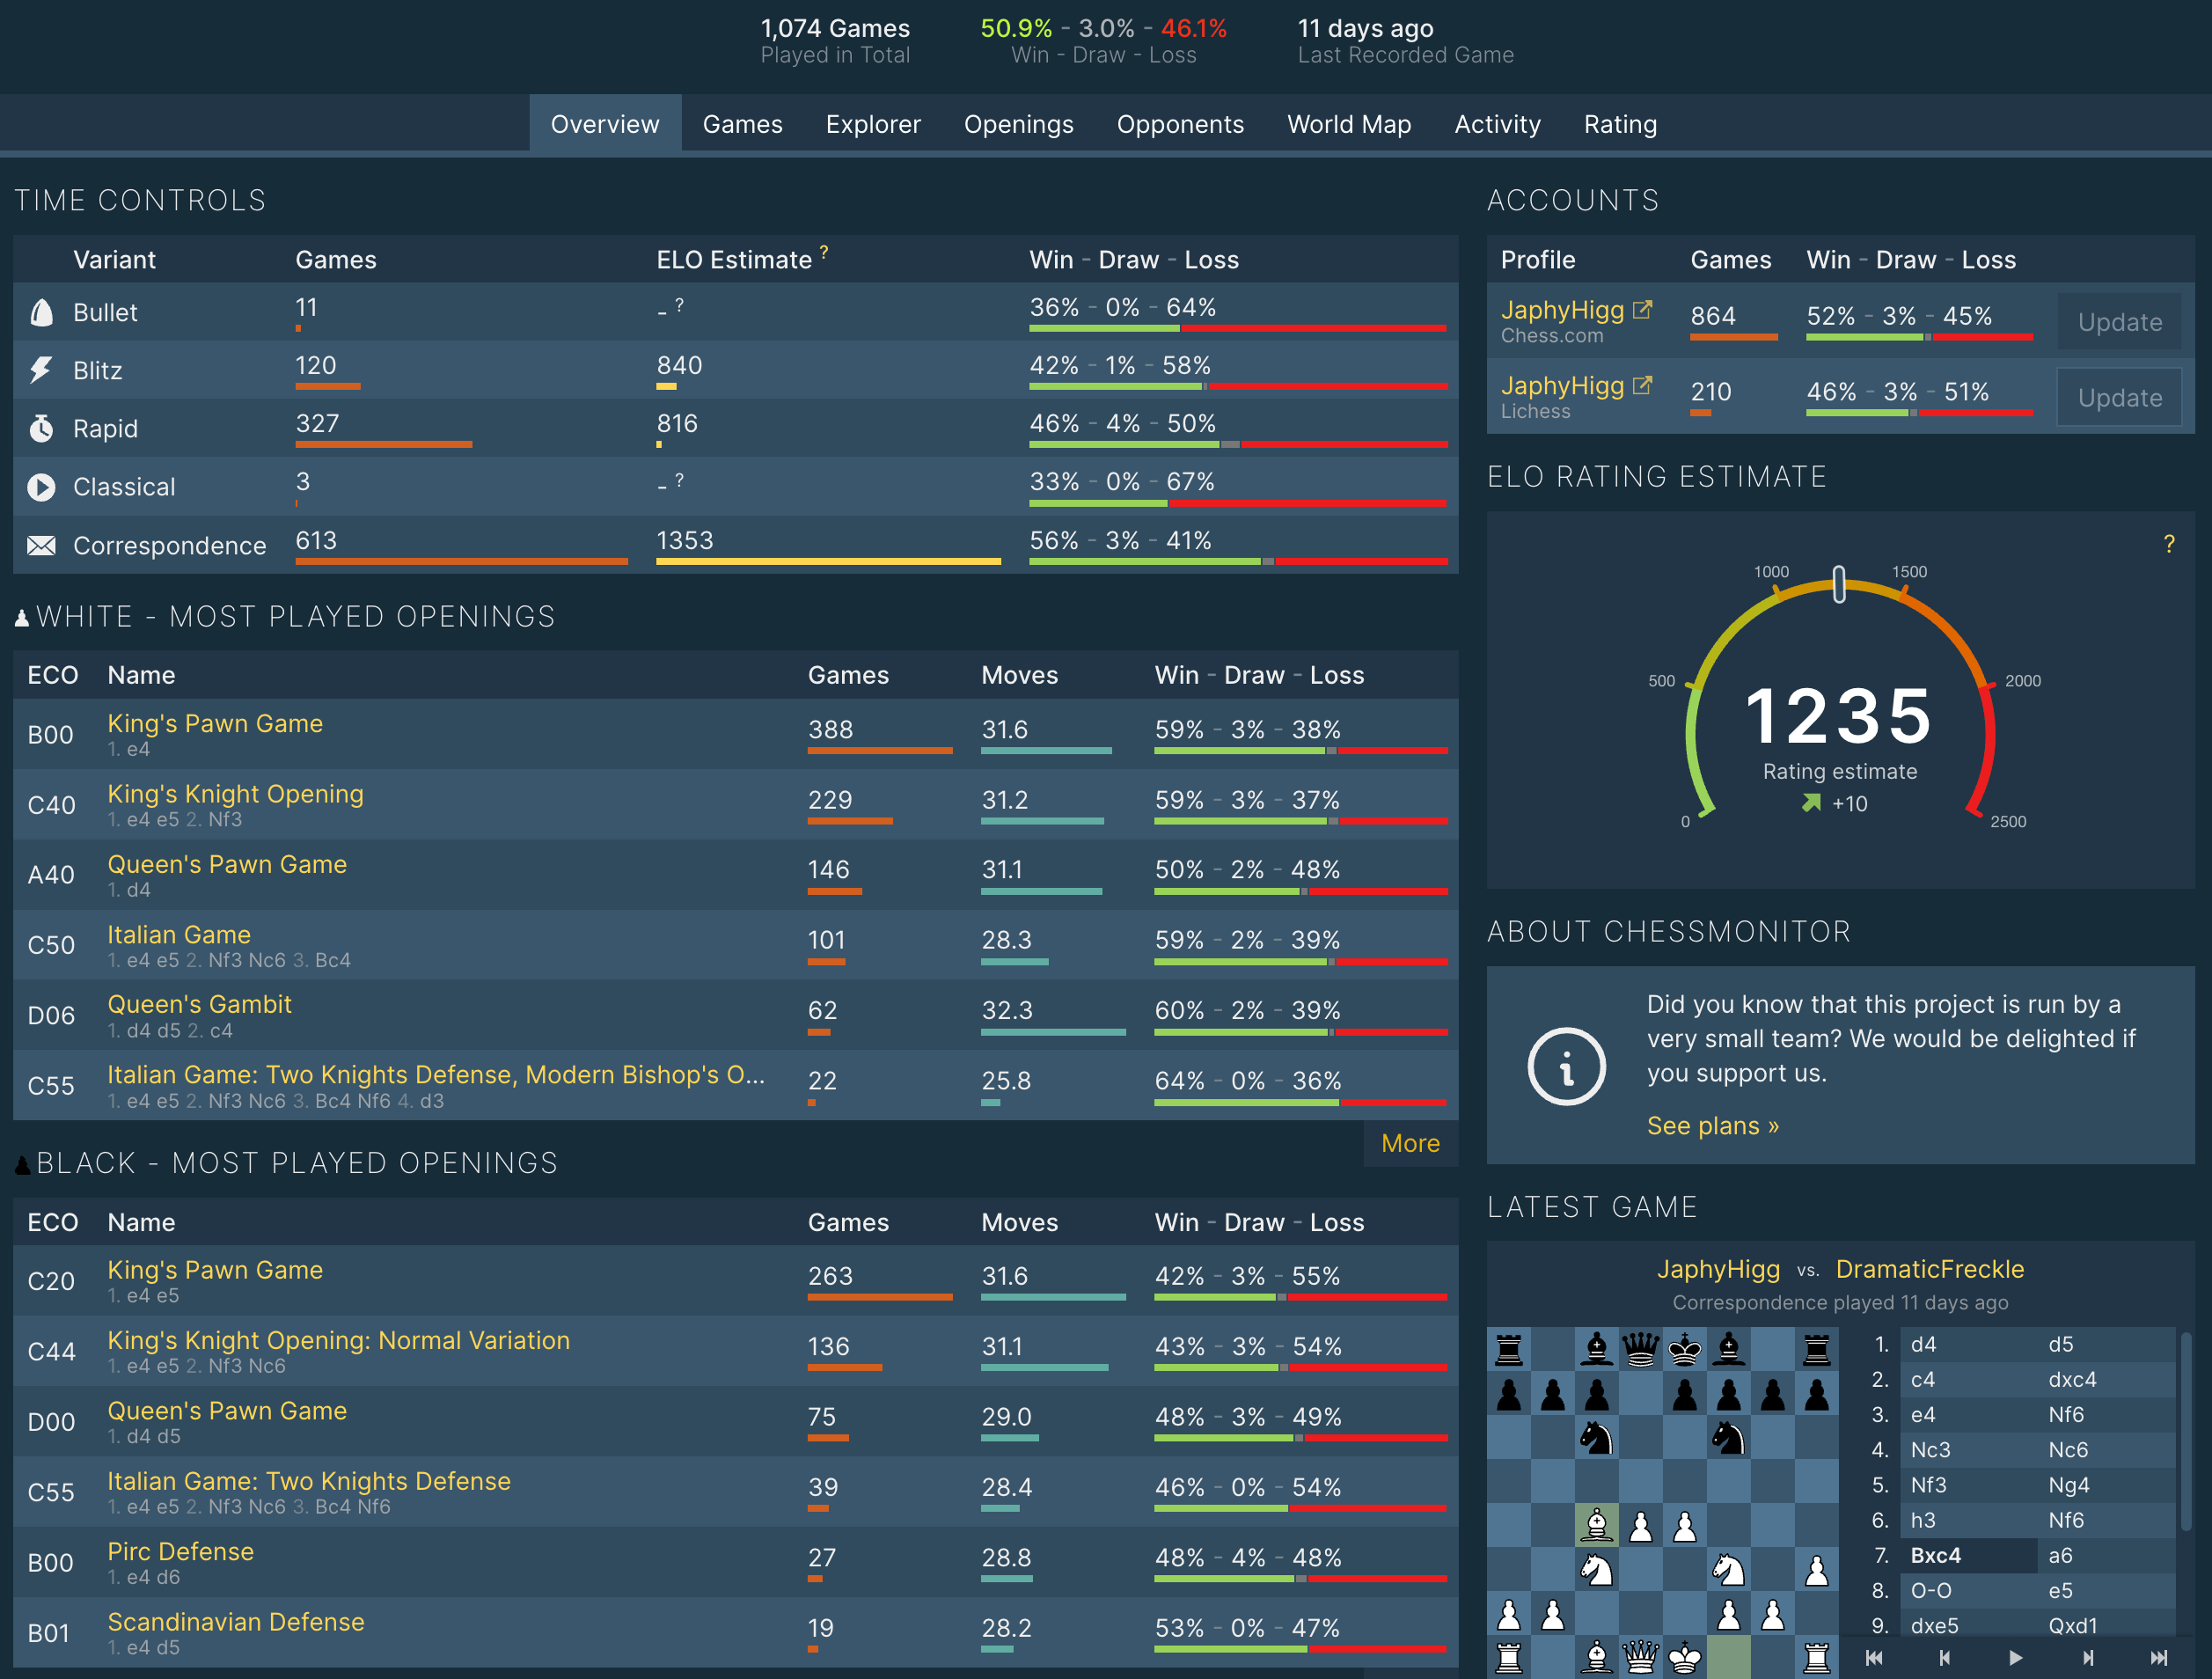 1,074 Games
Played in Total
50.9% - 3.0% - 46.1%
Win - Draw - Loss
11 days ago
Last Recorded Game
Overview Games Explorer Openings Opponents World Map Activity Rating
TIME CONTROLS
Variant Games ELO Estimate ? Win - Draw - Loss
Bullet 11 - ? 36% - 0% - 64%
Blitz 120 840 42% - 1% - 58%
Rapid 327 816 46% - 4% - 50%
Classical 3 - ? 33% - 0% - 67%
Correspondence 613 1353 56% - 3% - 41%
WHITE - MOST PLAYED OPENINGS
ECO Name Games Moves Win - Draw - Loss
B00 King's Pawn Game 388 31.6 59% - 3% - 38%
1. e4
C40 King's Knight Opening 229 31.2 59% - 3% - 37%
1. e4 e5 2. Nf3
A40 Queen's Pawn Game 146 31.1 50% - 2% - 48%
1. d4
C50 Italian Game 101 28.3 59% - 2% - 39%
1. e4 e5 2. Nf3 Nc6 3. Bc4
D06 Queen's Gambit 62 32.3 60% - 2% - 39%
1. d4 d5 2. c4
C55 Italian Game: Two Knights Defense, Modern Bishop's O... 22 25.8 64% - 0% - 36%
1. e4 e5 2. Nf3 Nc6 3. Bc4 Nf6 4. d3
More
BLACK - MOST PLAYED OPENINGS
ECO Name Games Moves Win - Draw - Loss
C20 King's Pawn Game 263 31.6 42% - 3% - 55%
1. e4 e5
C44 King's Knight Opening: Normal Variation 136 31.1 43% - 3% - 54%
1. e4 e5 2. Nf3 Nc6
D00 Queen's Pawn Game 75 29.0 48% - 3% - 49%
1. d4 d5
C55 Italian Game: Two Knights Defense 39 28.4 46% - 0% - 54%
1. e4 e5 2. Nf3 Nc6 3. Bc4 Nf6
B00 Pirc Defense 27 28.8 48% - 4% - 48%
1. e4 d6
B01 Scandinavian Defense 19 28.2 53% - 0% - 47%
1. e4 d5
ACCOUNTS
Profile Games Win - Draw - Loss
JaphyHigg 864 52% - 3% - 45% Update
Chess.com
JaphyHigg 210 46% - 3% - 51% Update
Lichess
ELO RATING ESTIMATE
?
1000 1500
500 2000
1235
Rating estimate
+10
0 2500
ABOUT CHESSMONITOR
Did you know that this project is run by a
very small team? We would be delighted if
you support us.
See plans »
LATEST GAME
JaphyHigg vs. DramaticFreckle
Correspondence played 11 days ago
1. d4 d5
2. c4 dxc4
3. e4 Nf6
4. Nc3 Nc6
5. Nf3 Ng4
6. h3 Nf6
7. Bxc4 a6
8. O-O e5
9. dxe5 Qxd1